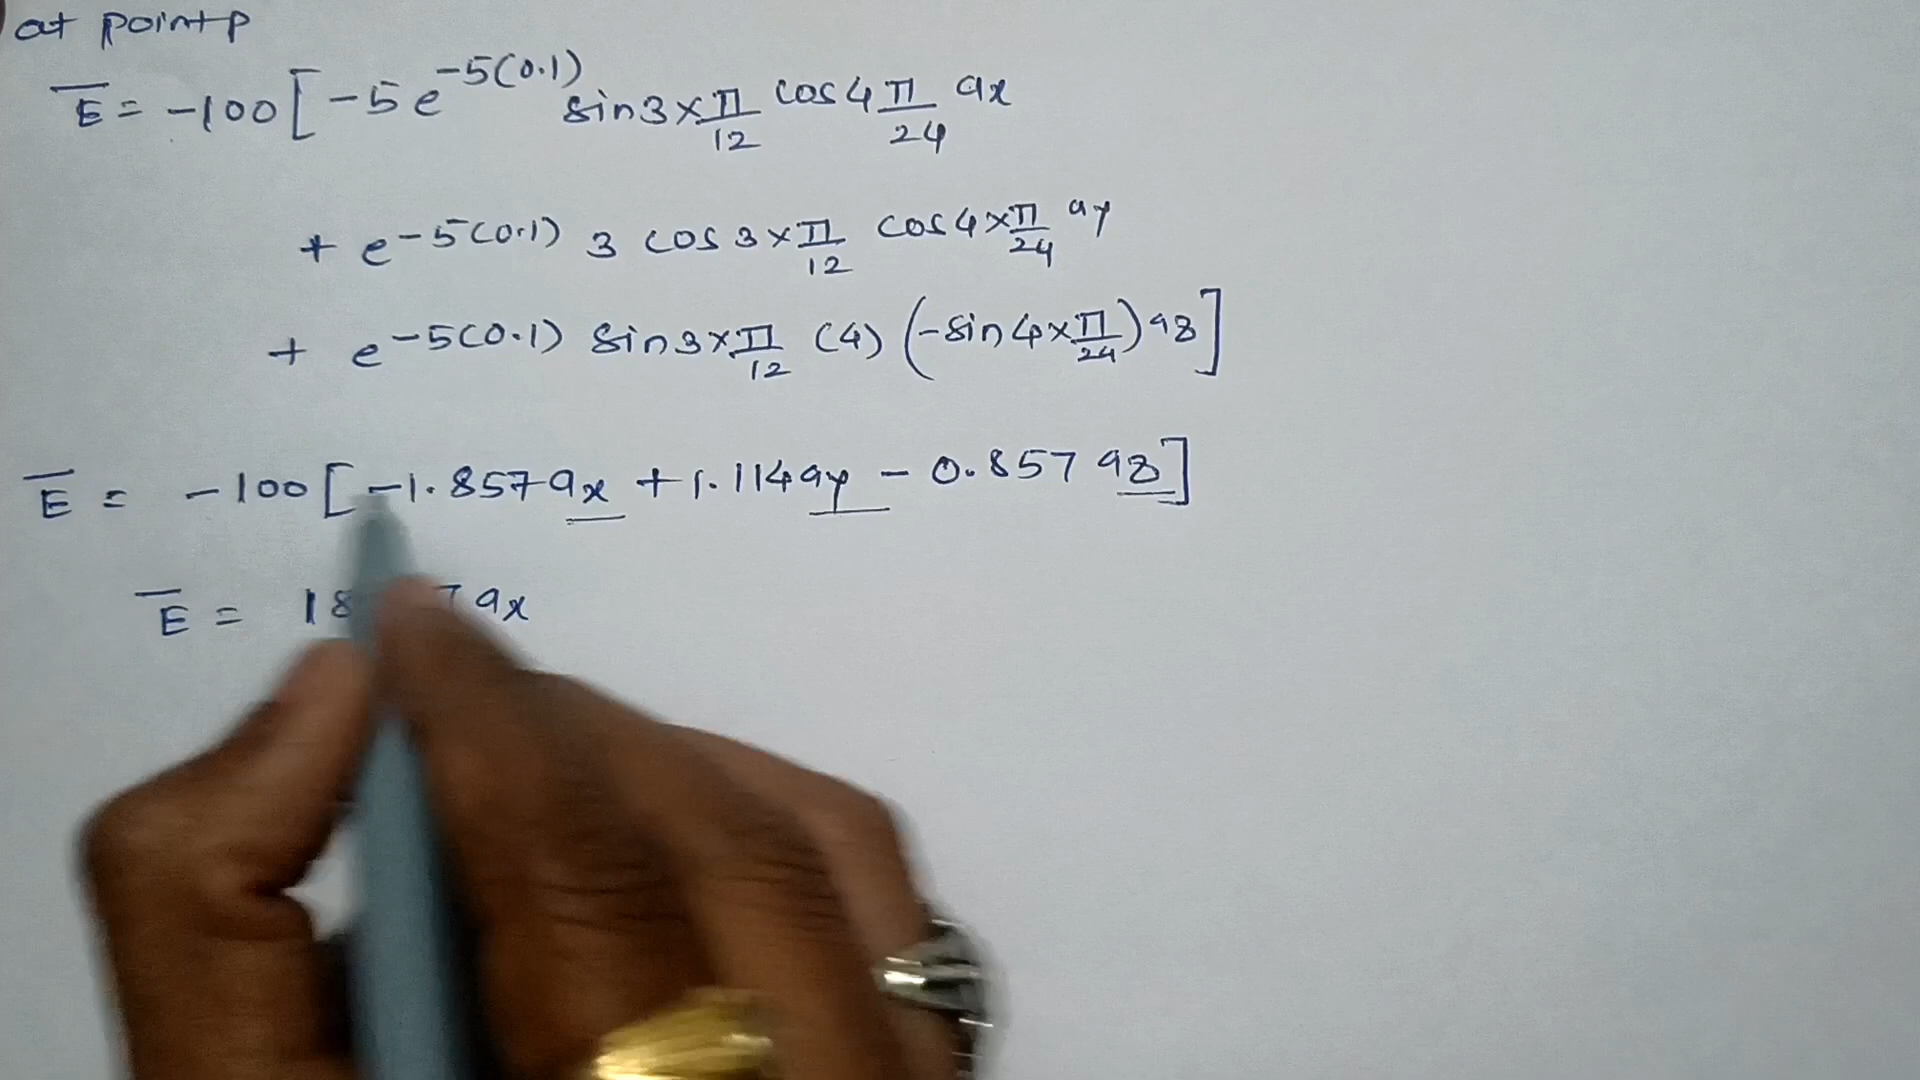 at point p
E̅ = -100 [ -5 e^-5(0.1) sin 3 × π/12 cos 4 π/24 ax
+ e^-5(0.1) 3 cos 3 × π/12 cos 4 × π/24 ay
+ e^-5(0.1) sin 3 × π/12 (4) (-sin 4 × π/24) az ]
E̅ = -100 [ -1.857 ax + 1.114 ay - 0.857 az ]
E̅ = ax